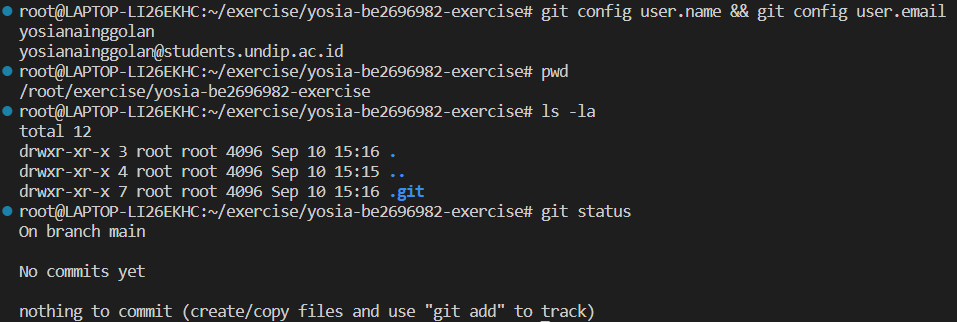 root@LAPTOP-LI26EKHC:~/exercise/yosia-be2696982-exercise# git config user.name && git config user.email
yosianainggolan
yosianainggolan@students.undip.ac.id
root@LAPTOP-LI26EKHC:~/exercise/yosia-be2696982-exercise# pwd
/root/exercise/yosia-be2696982-exercise
root@LAPTOP-LI26EKHC:~/exercise/yosia-be2696982-exercise# ls -la
total 12
drwxr-xr-x 3 root root 4096 Sep 10 15:16 .
drwxr-xr-x 4 root root 4096 Sep 10 15:15 ..
drwxr-xr-x 7 root root 4096 Sep 10 15:16 .git
root@LAPTOP-LI26EKHC:~/exercise/yosia-be2696982-exercise# git status
On branch main
No commits yet
nothing to commit (create/copy files and use "git add" to track)